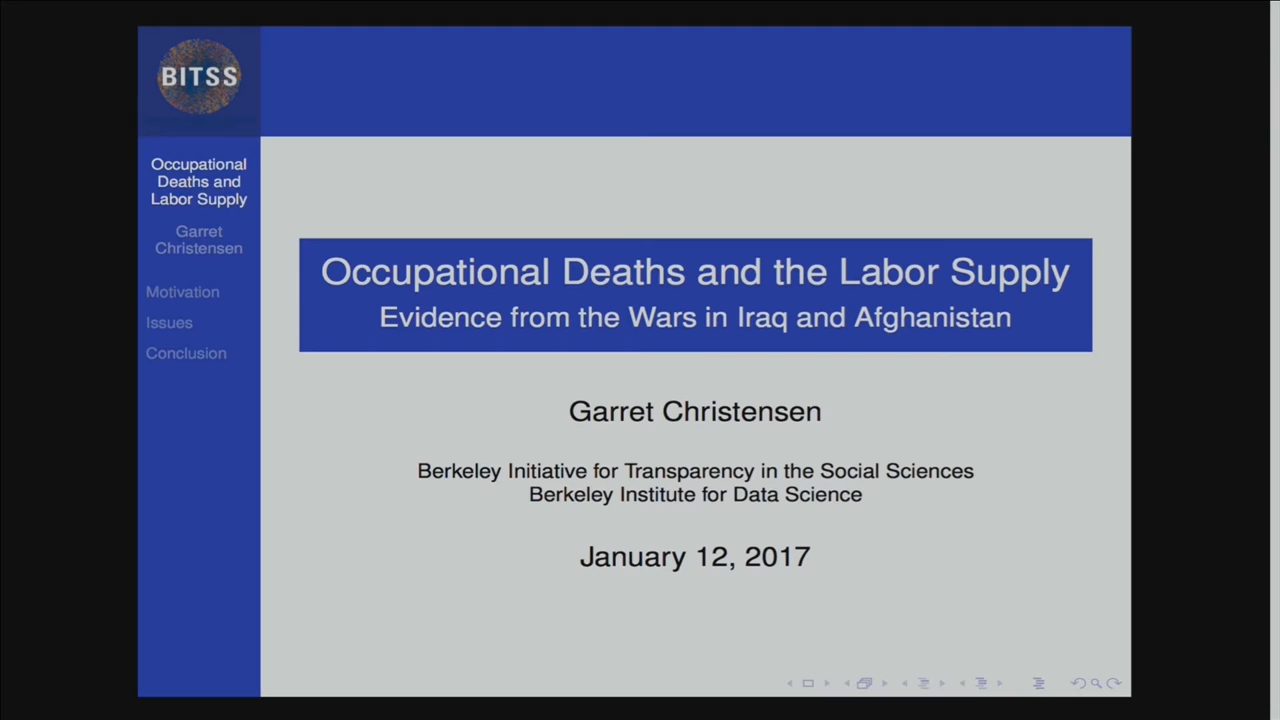 BITSS
Occupational
Deaths and
Labor Supply
Garret
Christensen
Motivation
Issues
Conclusion
Occupational Deaths and the Labor Supply
Evidence from the Wars in Iraq and Afghanistan
Garret Christensen
Berkeley Initiative for Transparency in the Social Sciences
Berkeley Institute for Data Science
January 12, 2017